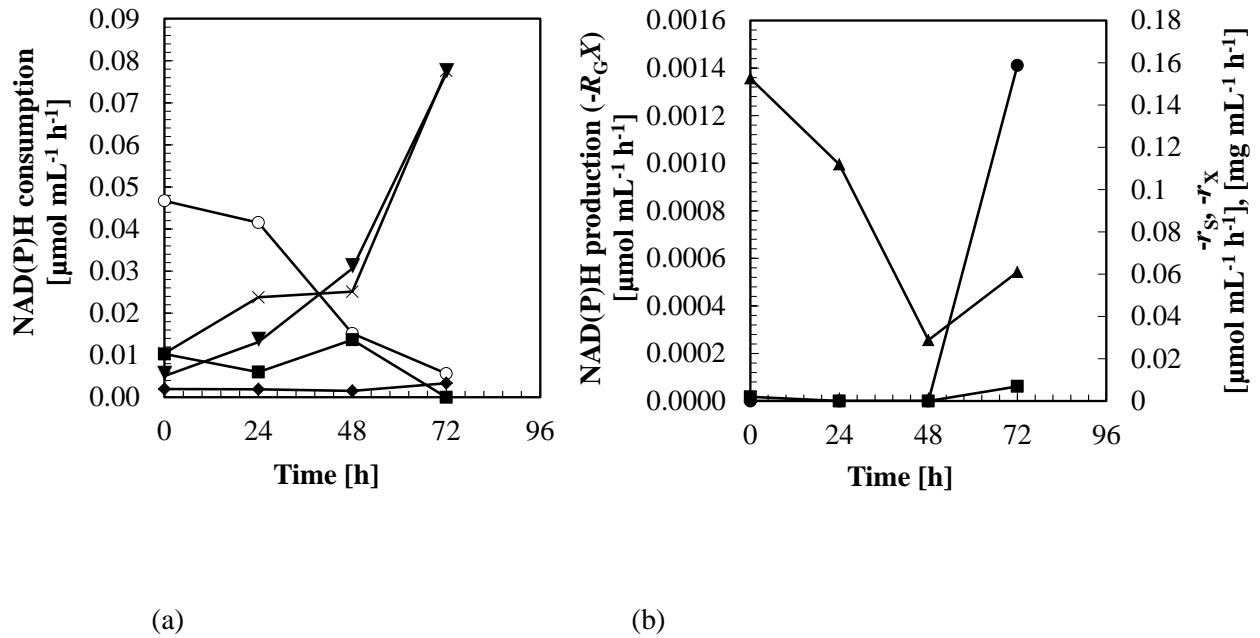 NAD(P)H consumption
[µmol mL-1 h-1]
0.09
0.08
0.07
0.06
0.05
0.04
0.03
0.02
0.01
0.00
0 24 48 72 96
Time [h]
(a)
NAD(P)H production (-RGX)
[µmol mL-1 h-1]
0.0016
0.0014
0.0012
0.0010
0.0008
0.0006
0.0004
0.0002
0.0000
0 24 48 72 96
Time [h]
0.18
0.16
0.14
0.12
0.1
0.08
0.06
0.04
0.02
0
-rS, -rX
[µmol mL-1 h-1], [mg mL-1 h-1]
(b)